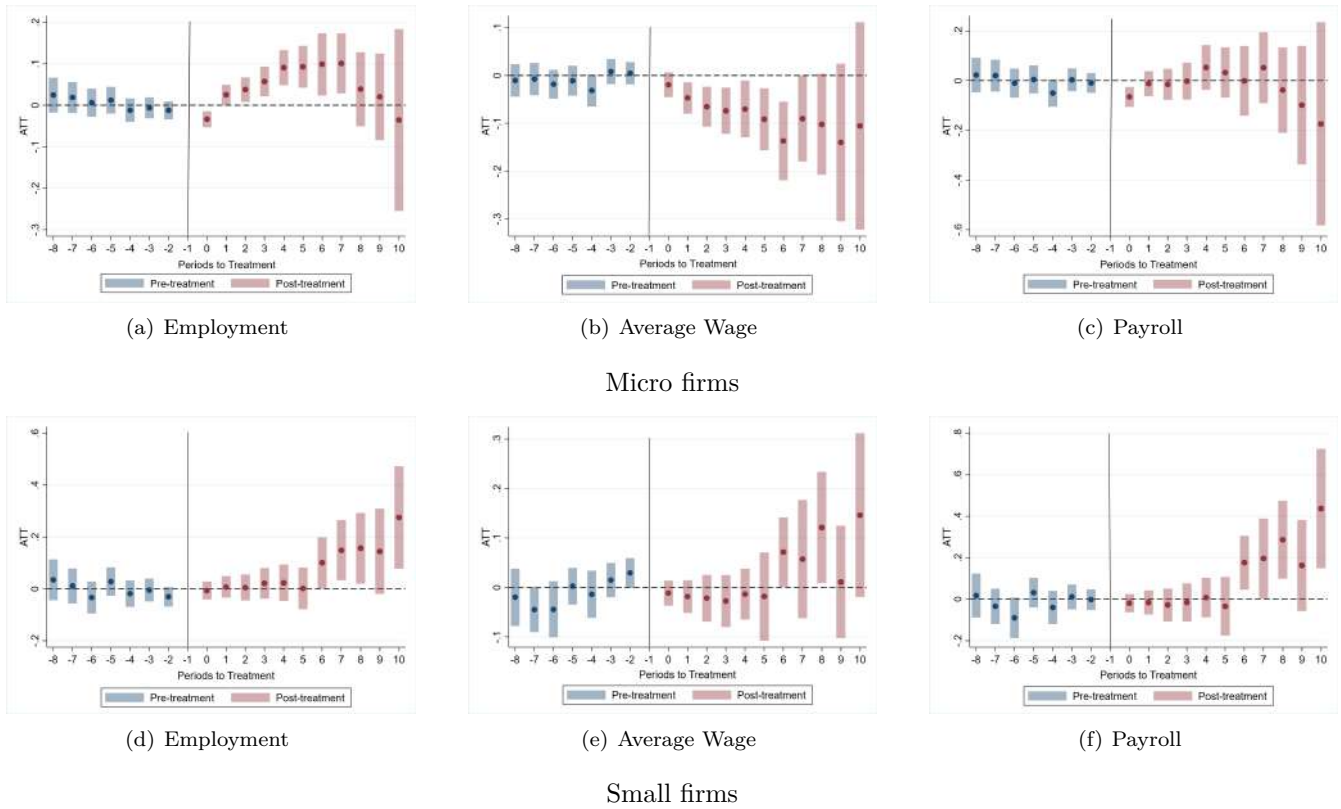 .2
.1
0
-.1
-.2
-.3
ATT
-8 -7 -6 -5 -4 -3 -2 -1 0 1 2 3 4 5 6 7 8 9 10
Periods to Treatment
Pre-treatment Post-treatment
(a) Employment
.1
0
-.1
-.2
-.3
ATT
-8 -7 -6 -5 -4 -3 -2 -1 0 1 2 3 4 5 6 7 8 9 10
Periods to Treatment
Pre-treatment Post-treatment
(b) Average Wage
.2
0
-.2
-.4
-.6
ATT
-8 -7 -6 -5 -4 -3 -2 -1 0 1 2 3 4 5 6 7 8 9 10
Periods to Treatment
Pre-treatment Post-treatment
(c) Payroll
Micro firms
.6
.4
.2
0
-.2
ATT
-8 -7 -6 -5 -4 -3 -2 -1 0 1 2 3 4 5 6 7 8 9 10
Periods to Treatment
Pre-treatment Post-treatment
(d) Employment
.3
.2
.1
0
-.1
ATT
-8 -7 -6 -5 -4 -3 -2 -1 0 1 2 3 4 5 6 7 8 9 10
Periods to Treatment
Pre-treatment Post-treatment
(e) Average Wage
.8
.6
.4
.2
0
-.2
ATT
-8 -7 -6 -5 -4 -3 -2 -1 0 1 2 3 4 5 6 7 8 9 10
Periods to Treatment
Pre-treatment Post-treatment
(f) Payroll
Small firms